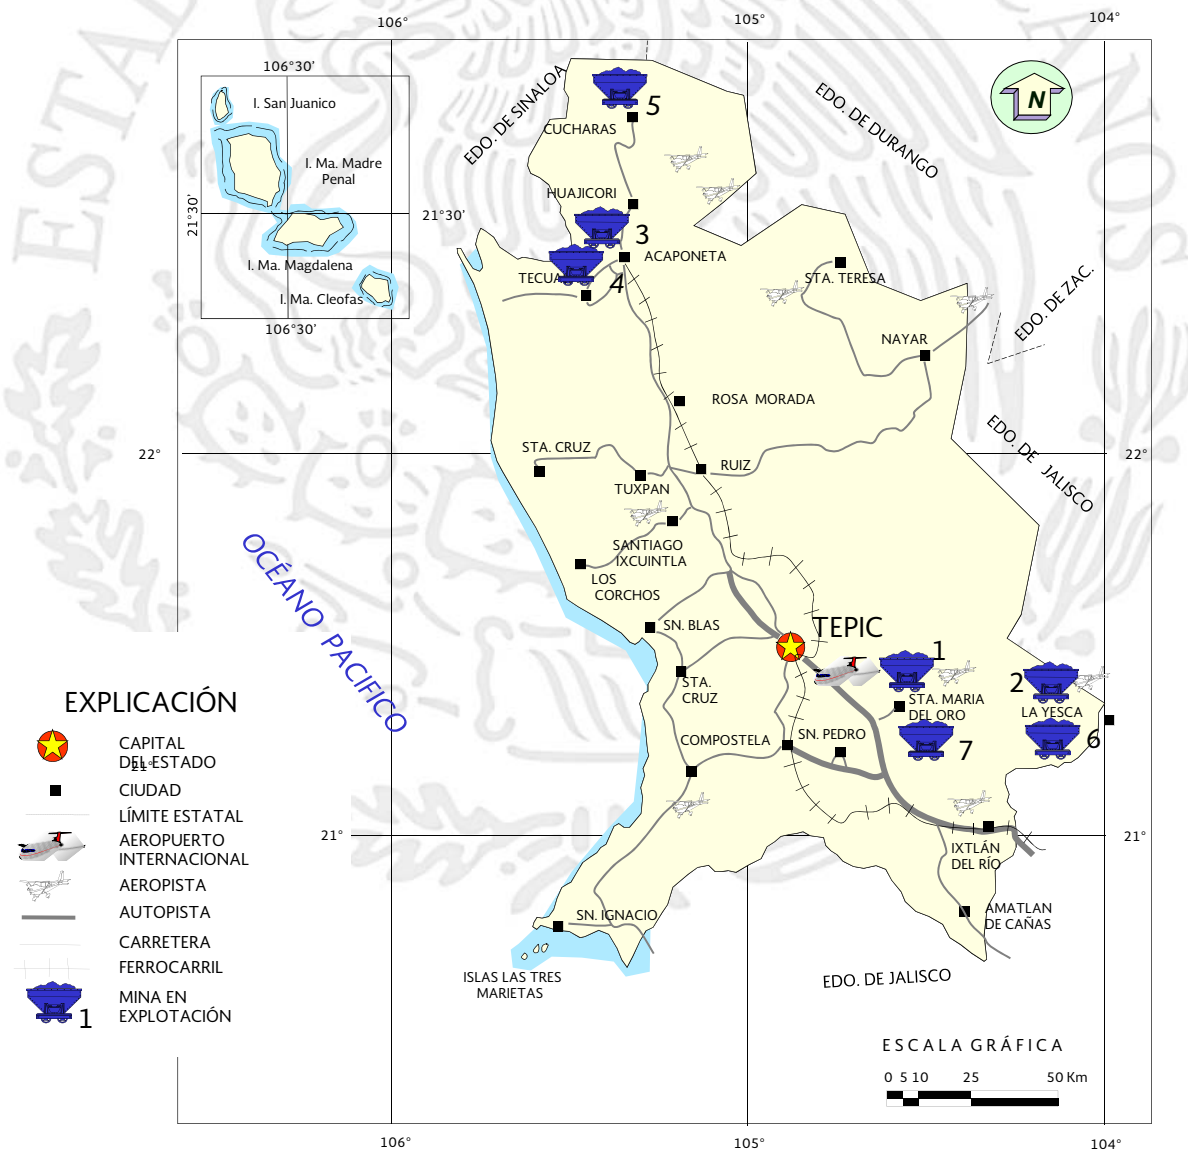 106°
105°
104°
106°30'
I. San Juanico
I. Ma. Madre
Penal
21°30'
21°30'
I. Ma. Magdalena
I. Ma. Cleofas
106°30'
EDO. DE SINALOA
EDO. DE DURANGO
N
5
CUCHARAS
HUAJICORI
3
ACAPONETA
TECUA
4
STA. TERESA
EDO. DE ZAC.
NAYAR
ROSA MORADA
EDO. DE JALISCO
22°
22°
STA. CRUZ
RUIZ
TUXPAN
SANTIAGO
IXCUINTLA
LOS
CORCHOS
OCÉANO PACIFICO
SN. BLAS
TEPIC
1
STA.
CRUZ
STA. MARIA
DEL ORO
2
LA YESCA
6
COMPOSTELA
SN. PEDRO
7
EXPLICACIÓN
CAPITAL
DEL ESTADO
21°
CIUDAD
LÍMITE ESTATAL
AEROPUERTO
INTERNACIONAL
AEROPISTA
AUTOPISTA
CARRETERA
FERROCARRIL
MINA EN
EXPLOTACIÓN
1
21°
21°
IXTLÁN
DEL RÍO
AMATLAN
DE CAÑAS
SN. IGNACIO
ISLAS LAS TRES
MARIETAS
EDO. DE JALISCO
ESCALA GRÁFICA
0 5 10 25 50 Km
106°
105°
104°